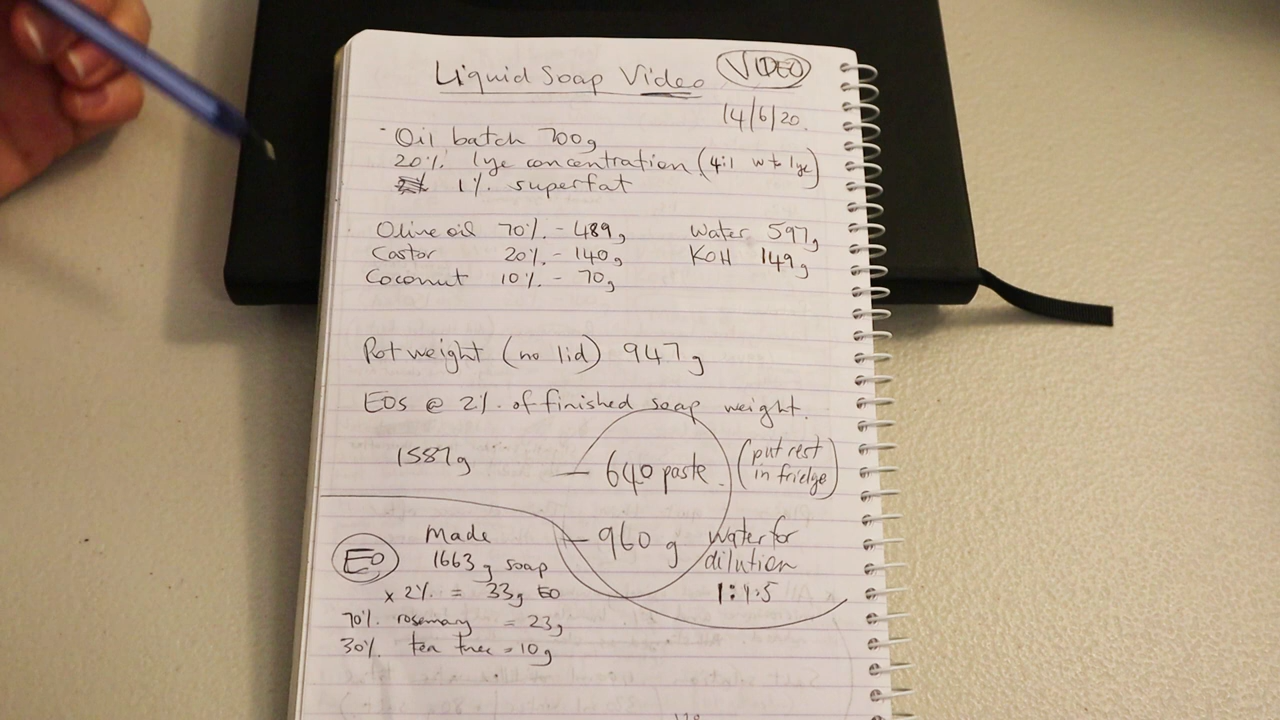 Liquid Soap Video VIDEO
14/6/20.
Oil batch 700g
20% lye concentration (4:1 w to lye)
1% superfat
Olive oil 70% - 489g Water 597g
Castor 20% - 140g KOH 149g
Coconut 10% - 70g
Pot weight (no lid) 947g
EOs @ 2% of finished soap weight.
1587g - 640 paste. (put rest in fridge)
- 960g water for dilution
1:1.5
EO Made
1663g soap
x 2% = 33g EO
70% rosemary = 23g
30% tea tree = 10g